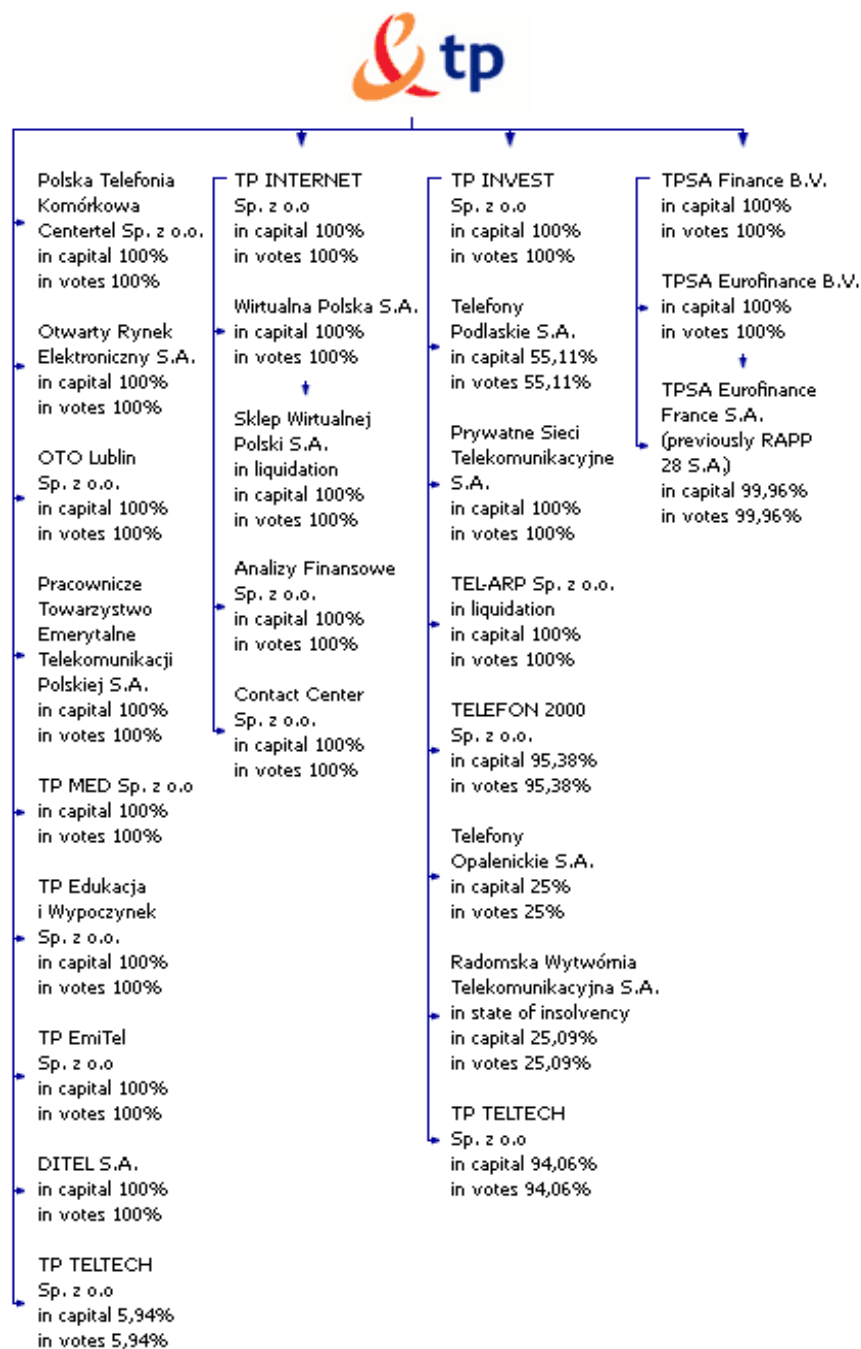 tp
Polska Telefonia
Komórkowa
Centertel Sp. z o.o.
in capital 100%
in votes 100%
Otwarty Rynek
Elektroniczny S.A.
in capital 100%
in votes 100%
OTO Lublin
Sp. z o.o.
in capital 100%
in votes 100%
Pracownicze
Towarzystwo
Emerytalne
Telekomunikacji
Polskiej S.A.
in capital 100%
in votes 100%
TP MED Sp. z o.o
in capital 100%
in votes 100%
TP Edukacja
i Wypoczynek
Sp. z o.o.
in capital 100%
in votes 100%
TP EmiTel
Sp. z o.o
in capital 100%
in votes 100%
DITEL S.A.
in capital 100%
in votes 100%
TP TELTECH
Sp. z o.o
in capital 5,94%
in votes 5,94%
TP INTERNET
Sp. z o.o
in capital 100%
in votes 100%
Wirtualna Polska S.A.
in capital 100%
in votes 100%
Sklep Wirtualnej
Polski S.A.
in liquidation
in capital 100%
in votes 100%
Analizy Finansowe
Sp. z o.o.
in capital 100%
in votes 100%
Contact Center
Sp. z o.o.
in capital 100%
in votes 100%
TP INVEST
Sp. z o.o
in capital 100%
in votes 100%
Telefony
Podlaskie S.A.
in capital 55,11%
in votes 55,11%
Prywatne Sieci
Telekomunikacyjne
S.A.
in capital 100%
in votes 100%
TEL-ARP Sp. z o.o.
in liquidation
in capital 100%
in votes 100%
TELEFON 2000
Sp. z o.o.
in capital 95,38%
in votes 95,38%
Telefony
Opalenickie S.A.
in capital 25%
in votes 25%
Radomska Wytwórnia
Telekomunikacyjna S.A.
in state of insolvency
in capital 25,09%
in votes 25,09%
TP TELTECH
Sp. z o.o
in capital 94,06%
in votes 94,06%
TPSA Finance B.V.
in capital 100%
in votes 100%
TPSA Eurofinance B.V.
in capital 100%
in votes 100%
TPSA Eurofinance
France S.A.
(previously RAPP
28 S.A,)
in capital 99,96%
in votes 99,96%